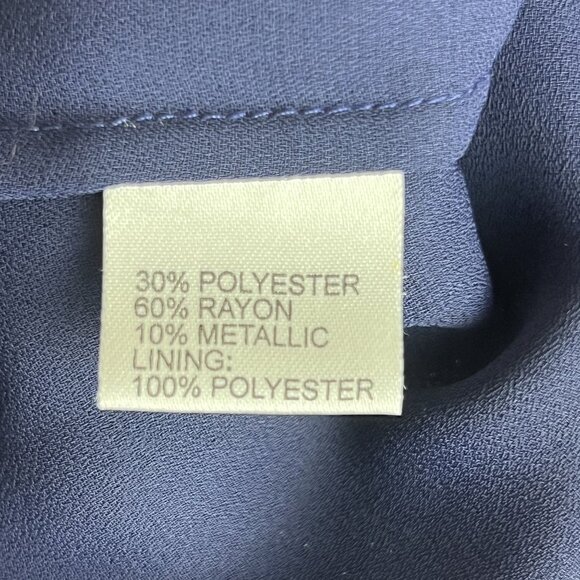 30% POLYESTER
60% RAYON
10% METALLIC
LINING:
100% POLYESTER